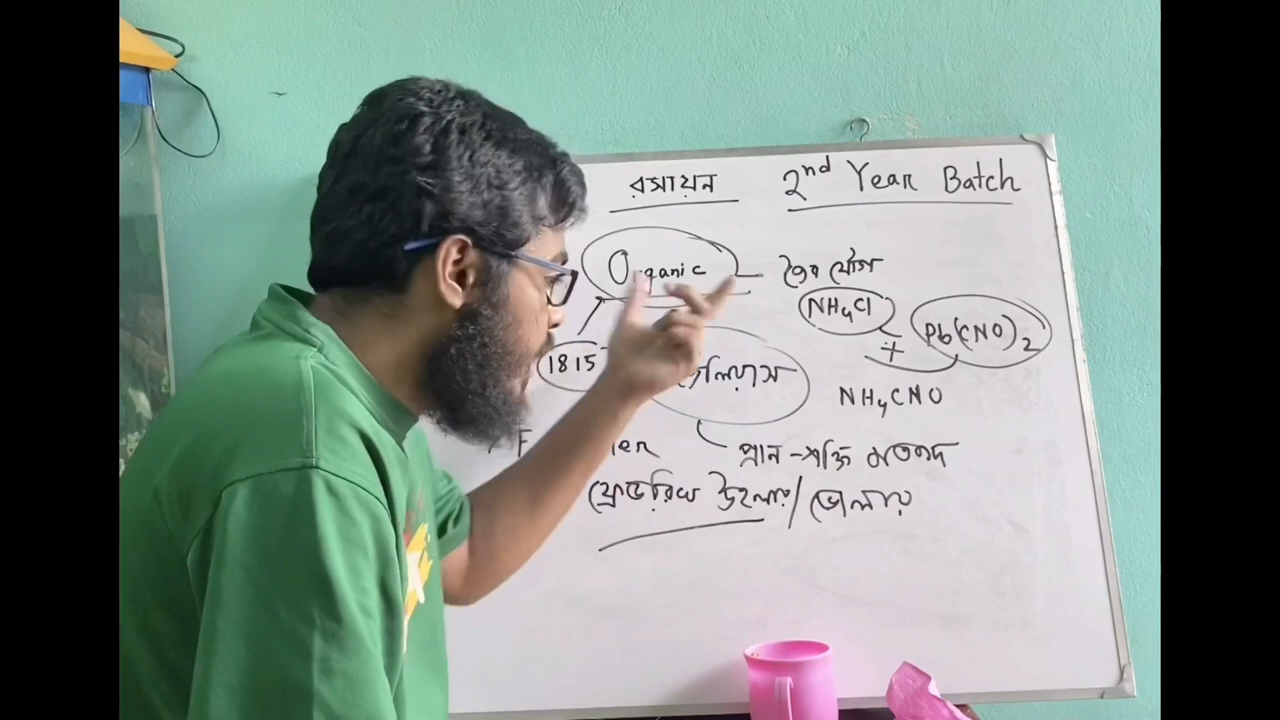 রসায়ন 2nd Year Batch
Organic — জৈব যৌগ
NH4Cl + Pb(CNO)2
1815
NH4CNO
প্রান-শক্তি মতবাদ
ফ্রেডরিখ উহলার/ভোলার